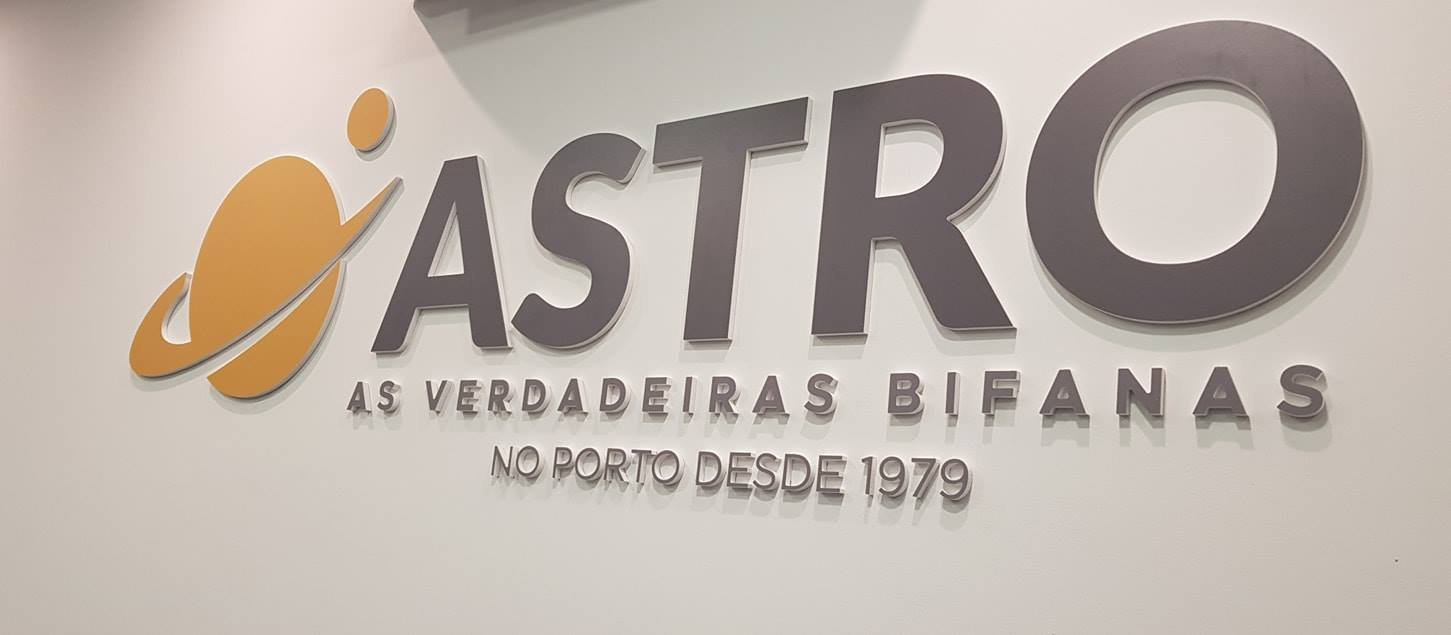 ASTRO
AS VERDADEIRAS BIFANAS
NO PORTO DESDE 1979